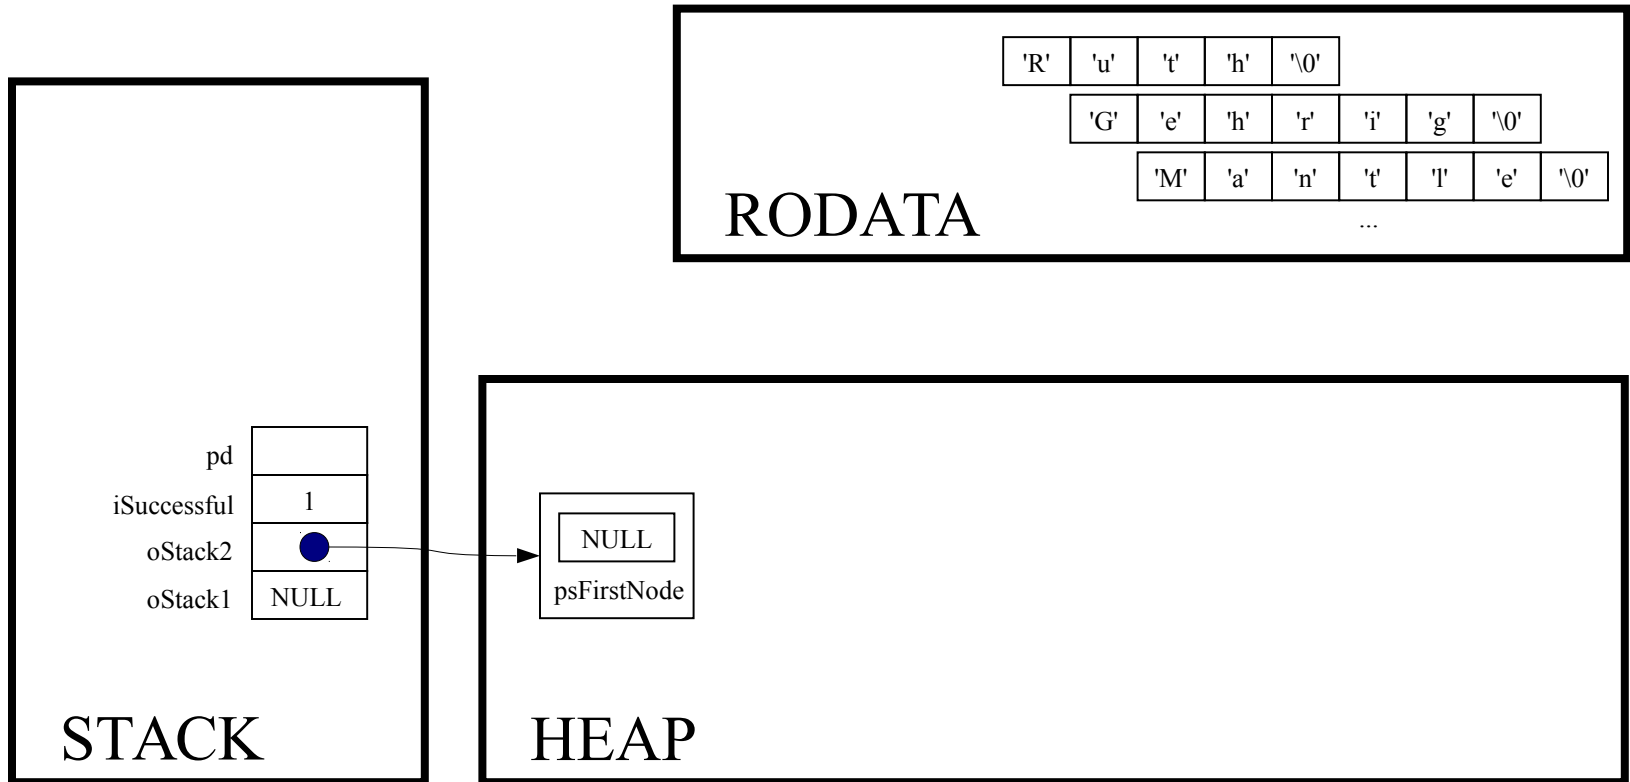 'R' 'u' 't' 'h' '\0'
'G' 'e' 'h' 'r' 'i' 'g' '\0'
'M' 'a' 'n' 't' 'l' 'e' '\0'
...
RODATA
pd
iSuccessful 1
oStack2
oStack1 NULL
STACK
NULL
psFirstNode
HEAP